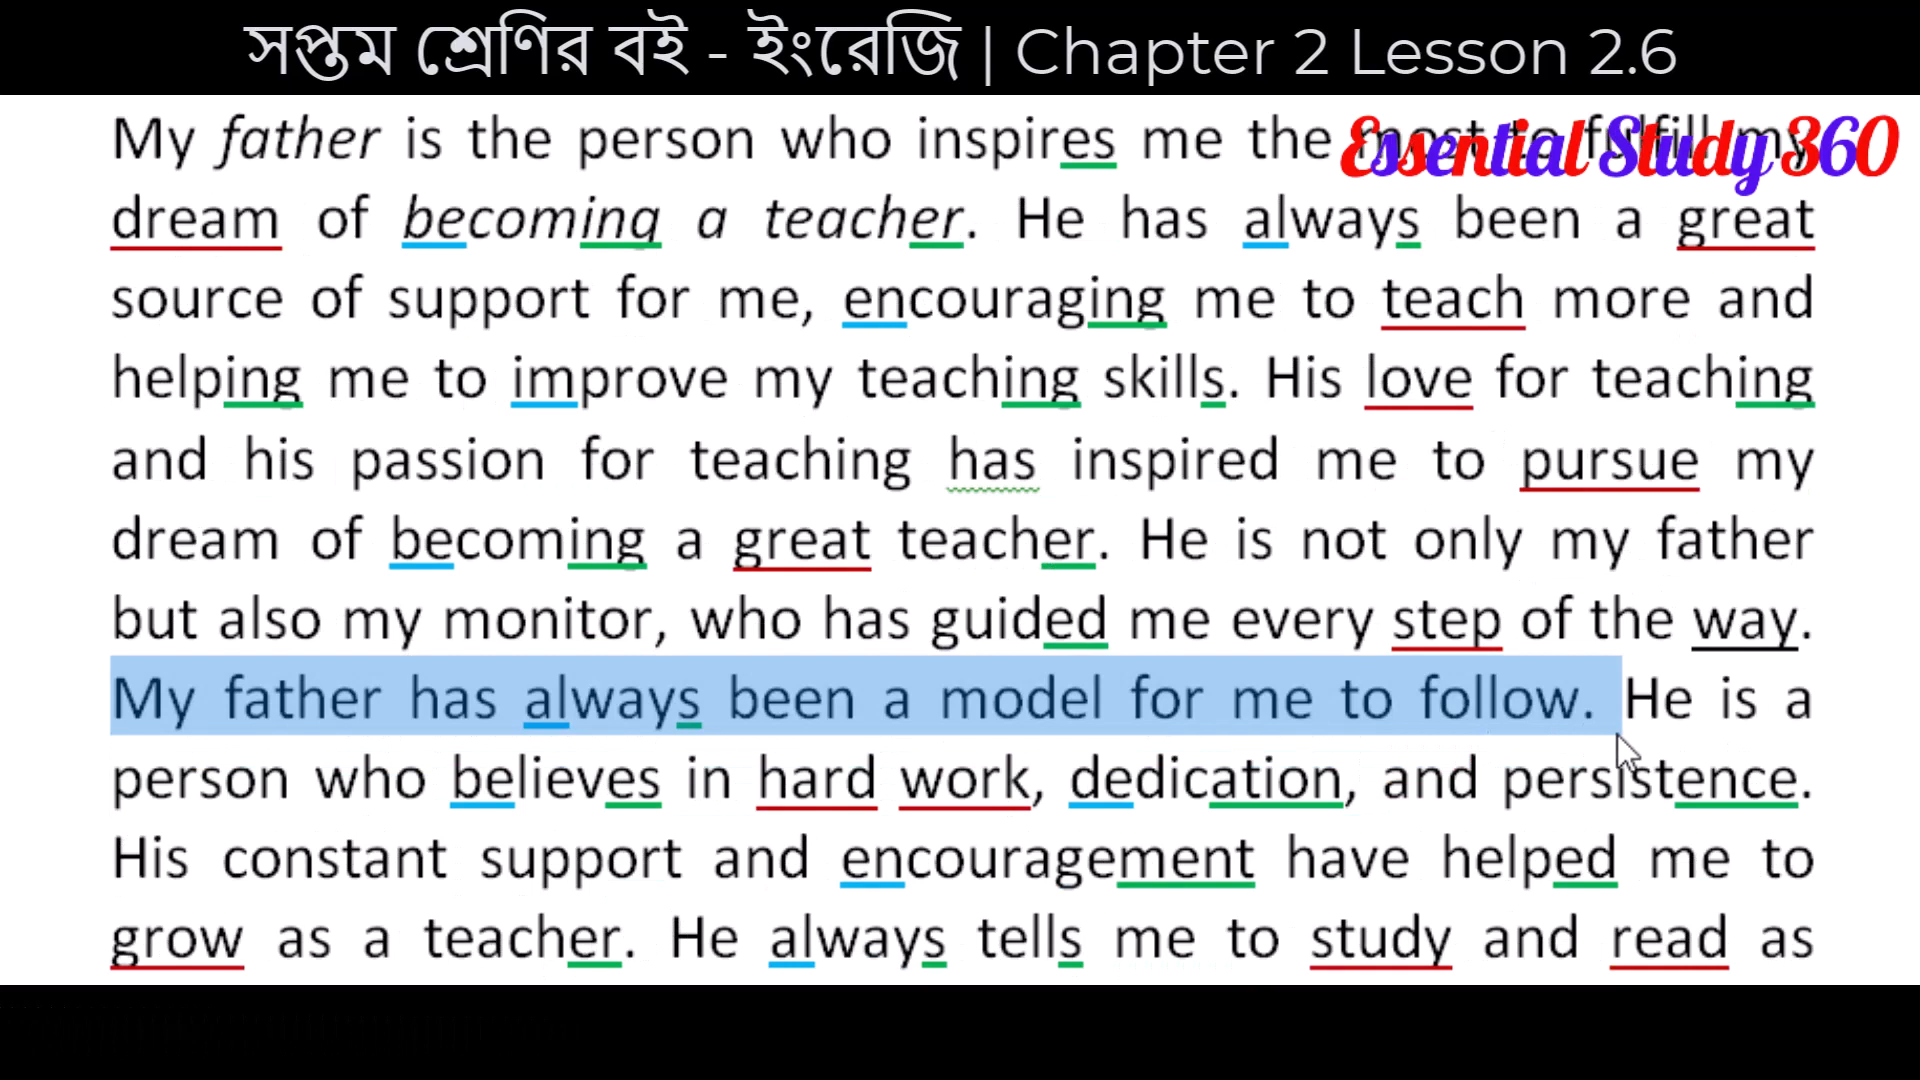 সপ্তম শ্রেণির বই - ইংরেজি | Chapter 2 Lesson 2.6
My father is the person who inspires me the most to fulfill my
Essential Study 360
dream of becoming a teacher. He has always been a great
source of support for me, encouraging me to teach more and
helping me to improve my teaching skills. His love for teaching
and his passion for teaching has inspired me to pursue my
dream of becoming a great teacher. He is not only my father
but also my monitor, who has guided me every step of the way.
My father has always been a model for me to follow. He is a
person who believes in hard work, dedication, and persistence.
His constant support and encouragement have helped me to
grow as a teacher. He always tells me to study and read as